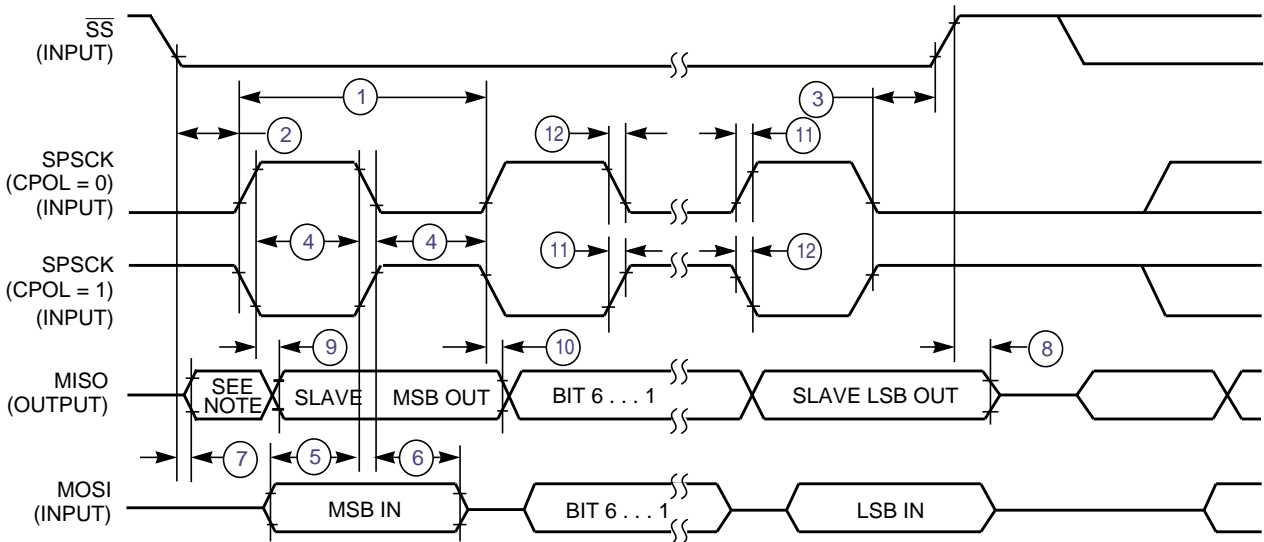 SS
(INPUT)
1
3
2
12
11
SPSCK
(CPOL = 0)
(INPUT)
4
4
11
12
SPSCK
(CPOL = 1)
(INPUT)
9
10
8
MISO
(OUTPUT)
SEE
NOTE
SLAVE
MSB OUT
BIT 6 . . . 1
SLAVE LSB OUT
7
5
6
MOSI
(INPUT)
MSB IN
BIT 6 . . . 1
LSB IN